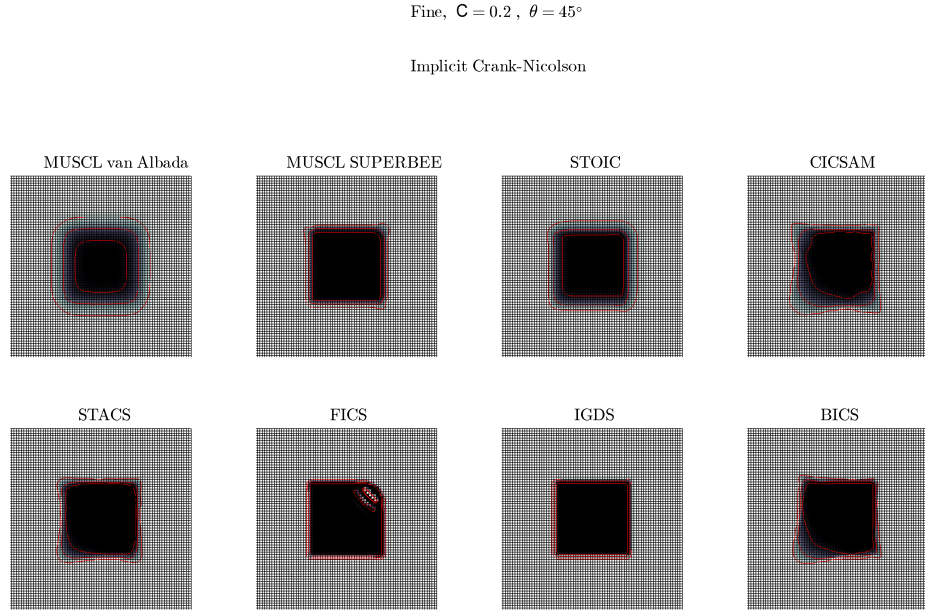 Fine, C = 0.2 , θ = 45°
Implicit Crank-Nicolson
MUSCL van Albada
MUSCL SUPERBEE
STOIC
CICSAM
STACS
FICS
IGDS
BICS